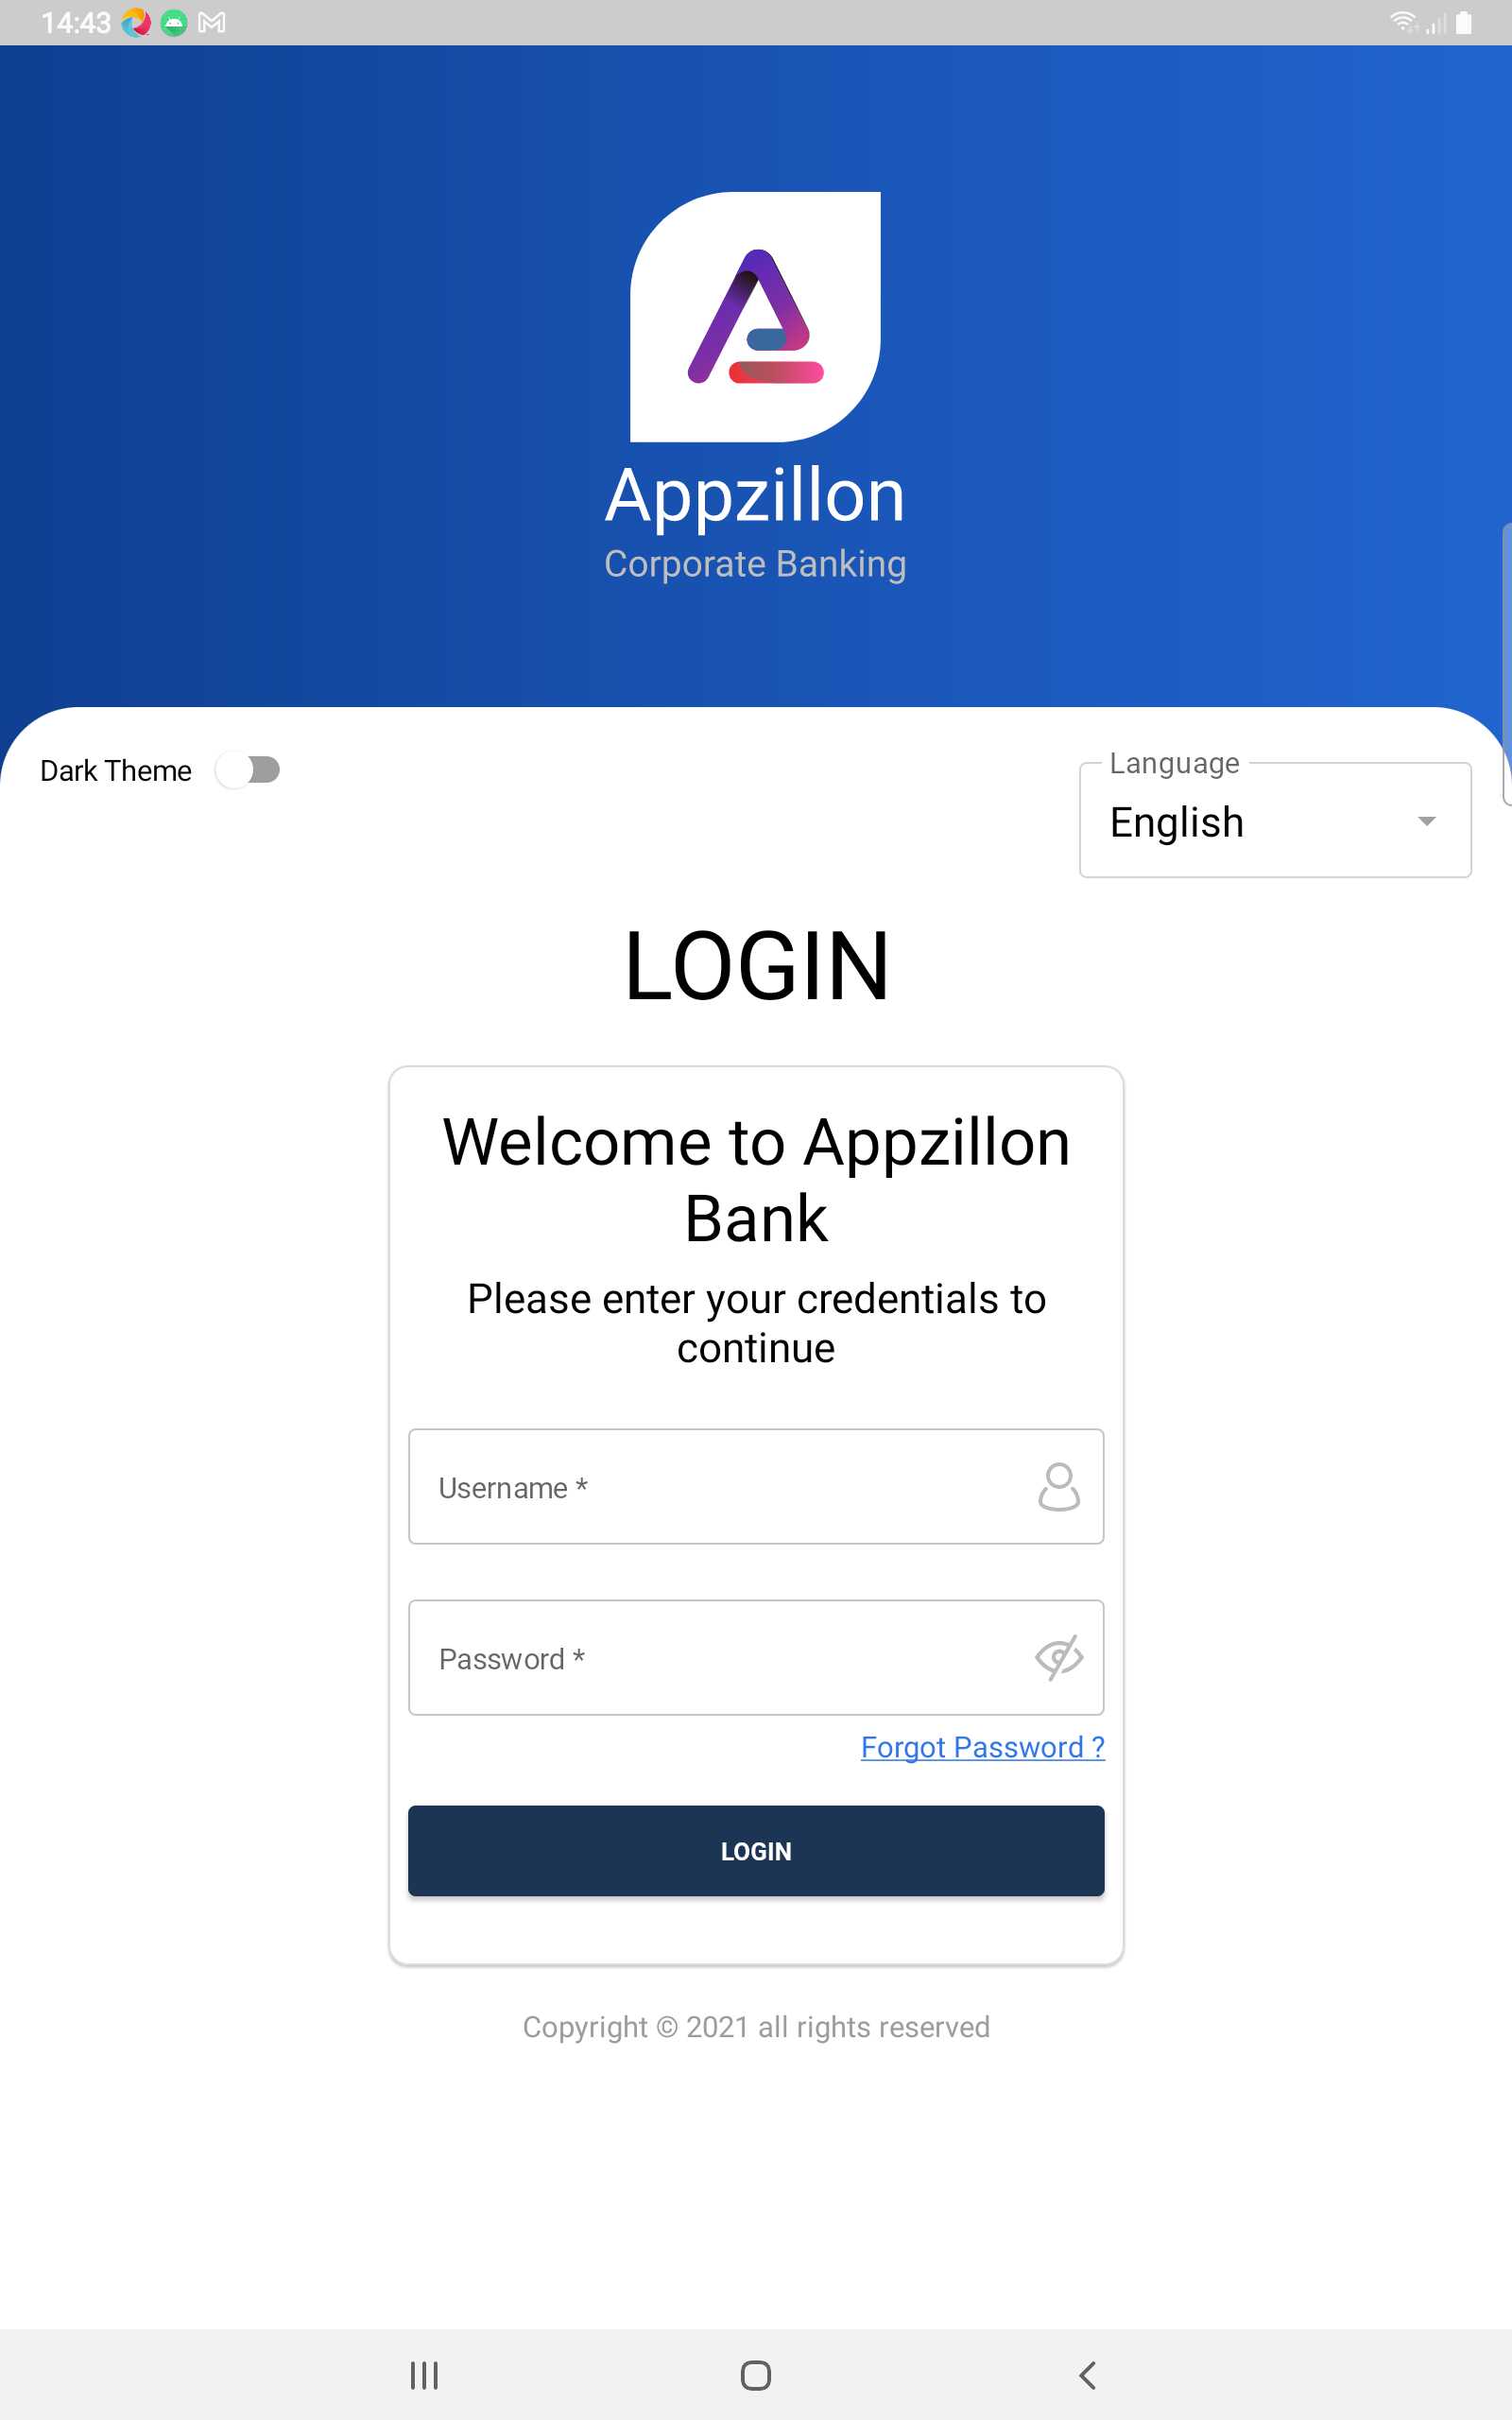 14:43
Appzillon
Corporate Banking
Dark Theme
Language
English
LOGIN
Welcome to Appzillon
Bank
Please enter your credentials to
continue
Username *
Password *
Forgot Password ?
LOGIN
Copyright © 2021 all rights reserved